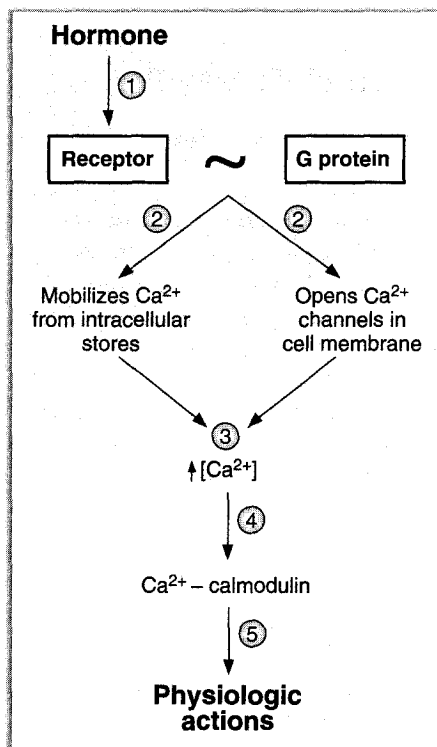 Hormone
1
Receptor ~ G protein
2 2
Mobilizes Ca²⁺
from intracellular
stores
Opens Ca²⁺
channels in
cell membrane
3
↑[Ca²⁺]
4
Ca²⁺ – calmodulin
5
Physiologic
actions